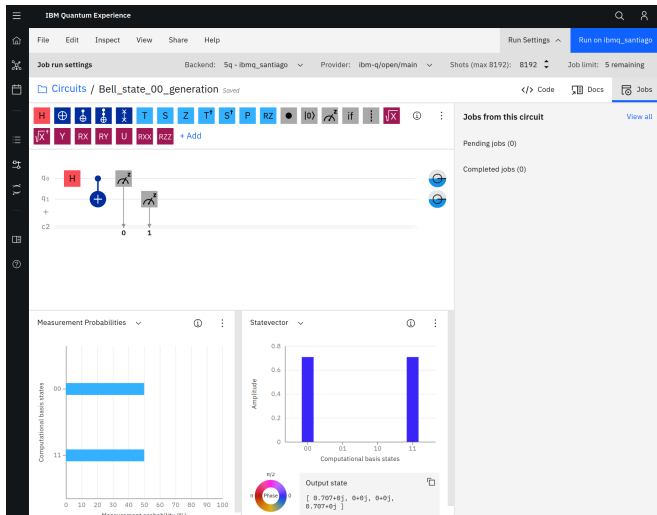 IBM Quantum Experience
File Edit Inspect View Share Help Run Settings Run on ibmq_santiago
Job run settings Backend: 5q - ibmq_santiago Provider: ibm-q/open/main Shots (max 8192): 8192 Job limit: 5 remaining
Circuits / Bell_state_00_generation Saved </> Code Docs Jobs
H T S Z T† S† P RZ |0⟩ z if √X
√X† Y RX RY U RXX RZZ + Add
Jobs from this circuit View all
Pending jobs (0)
Completed jobs (0)
q0 H z
q1 + z
+
c2
0 1
Measurement Probabilities
Computational basis states
00
11
0 10 20 30 40 50 60 70 80 90 100
Measurement probability (%)
Statevector
Amplitude
0.8
0.6
0.4
0.2
0
00 01 10 11
Computational basis states
π/2
π Phase 0
Output state
[ 0.707+0j, 0+0j, 0+0j,
0.707+0j ]